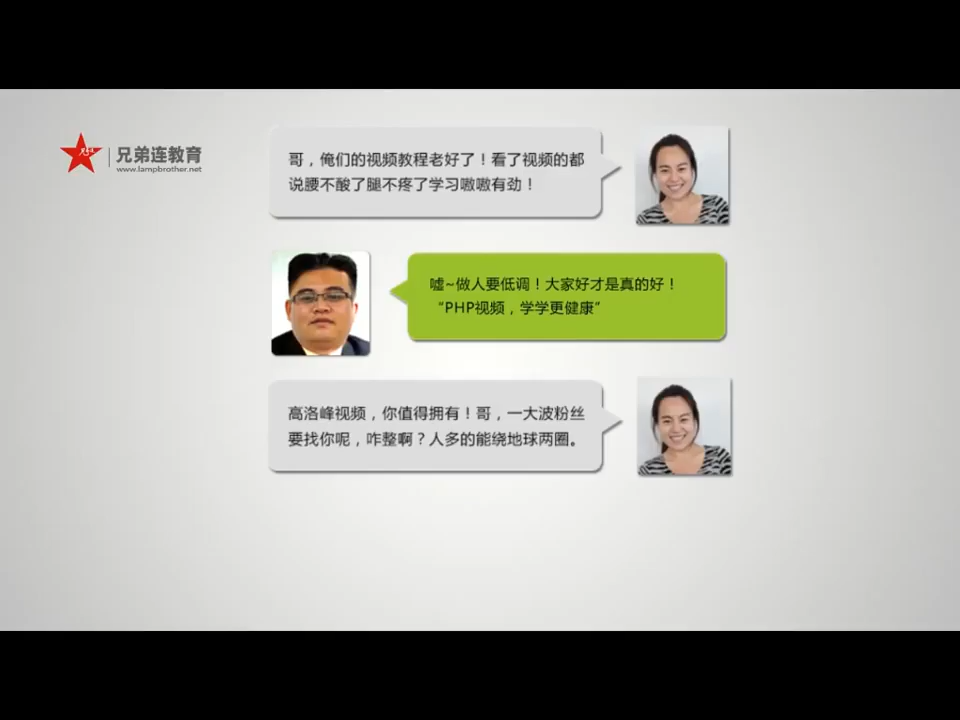 兄弟连教育
www.lampbrother.net
哥，俺们的视频教程老好了！看了视频的都
说腰不酸了腿不疼了学习嗷嗷有劲！
嘘~做人要低调！大家好才是真的好！
“PHP视频，学学更健康”
高洛峰视频，你值得拥有！哥，一大波粉丝
要找你呢，咋整啊？人多的能绕地球两圈。